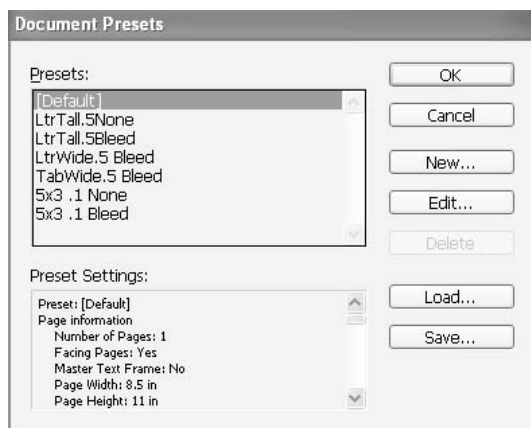 Document Presets
Presets:
[Default]
LtrTall.5None
LtrTall.5Bleed
LtrWide.5 Bleed
TabWide.5 Bleed
5x3 .1 None
5x3 .1 Bleed
OK
Cancel
New...
Edit...
Delete
Preset Settings:
Preset: [Default]
Page information
Number of Pages: 1
Facing Pages: Yes
Master Text Frame: No
Page Width: 8.5 in
Page Height: 11 in
Load...
Save...